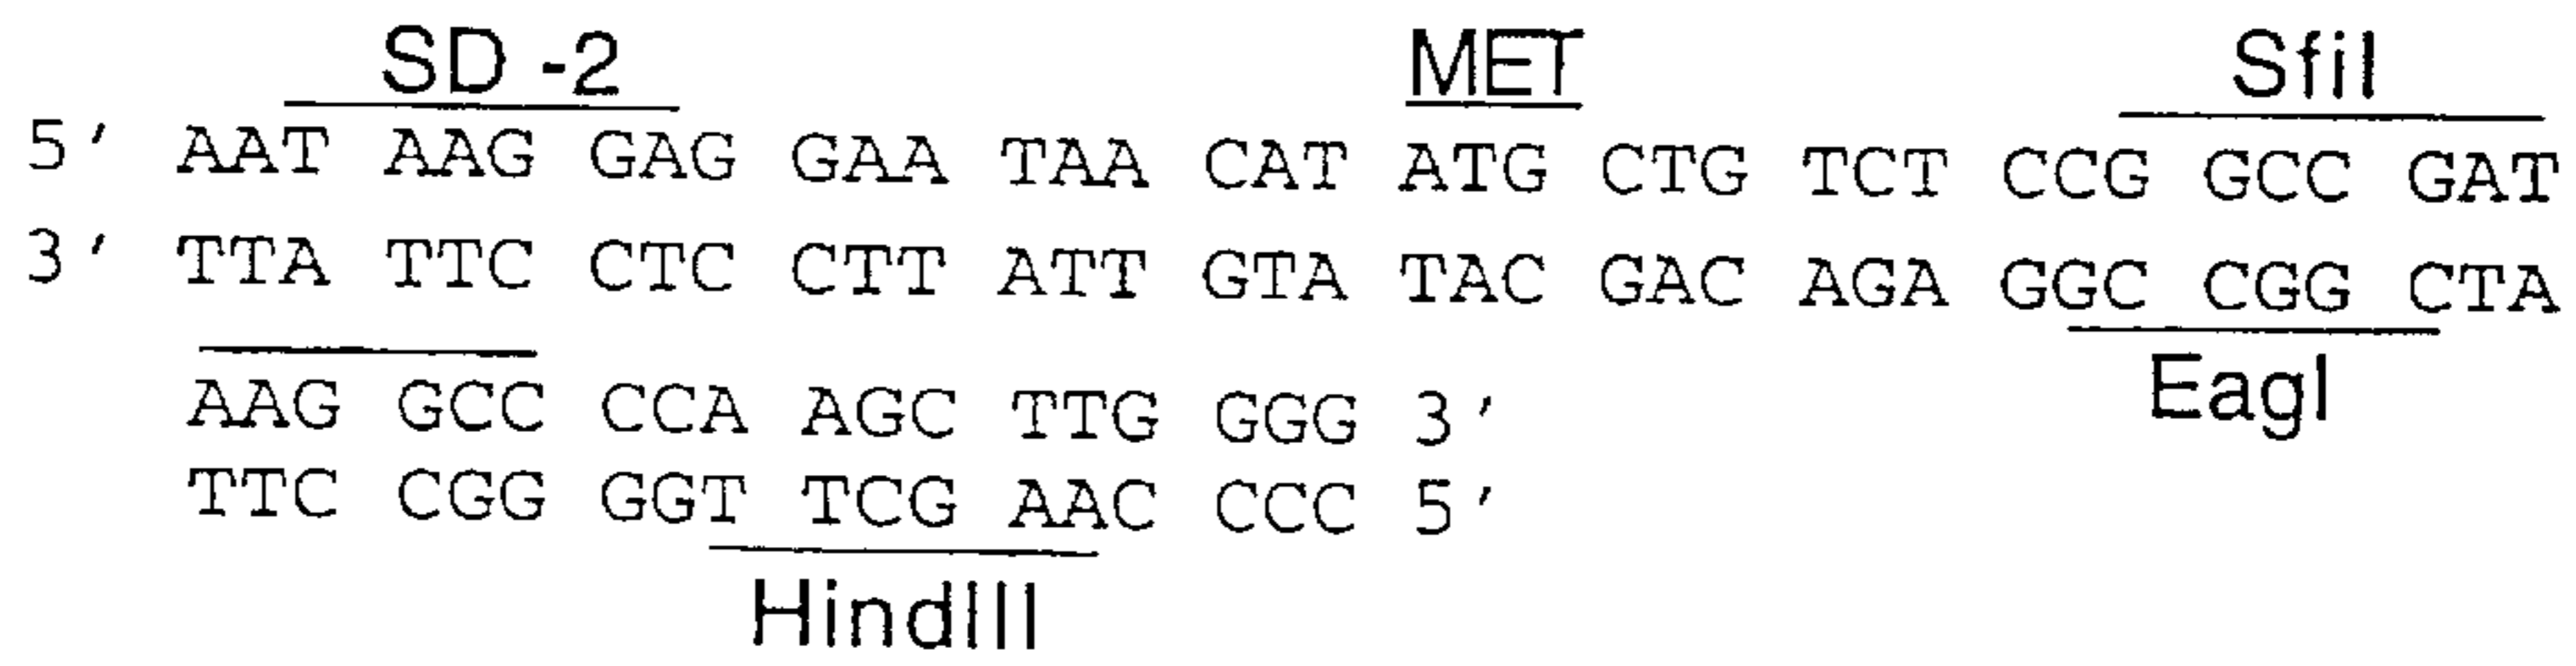 SD -2 MET SfiI
5' AAT AAG GAG GAA TAA CAT ATG CTG TCT CCG GCC GAT
3' TTA TTC CTC CTT ATT GTA TAC GAC AGA GGC CGG CTA
EagI
AAG GCC CCA AGC TTG GGG 3'
TTC CGG GGT TCG AAC CCC 5'
HindIII